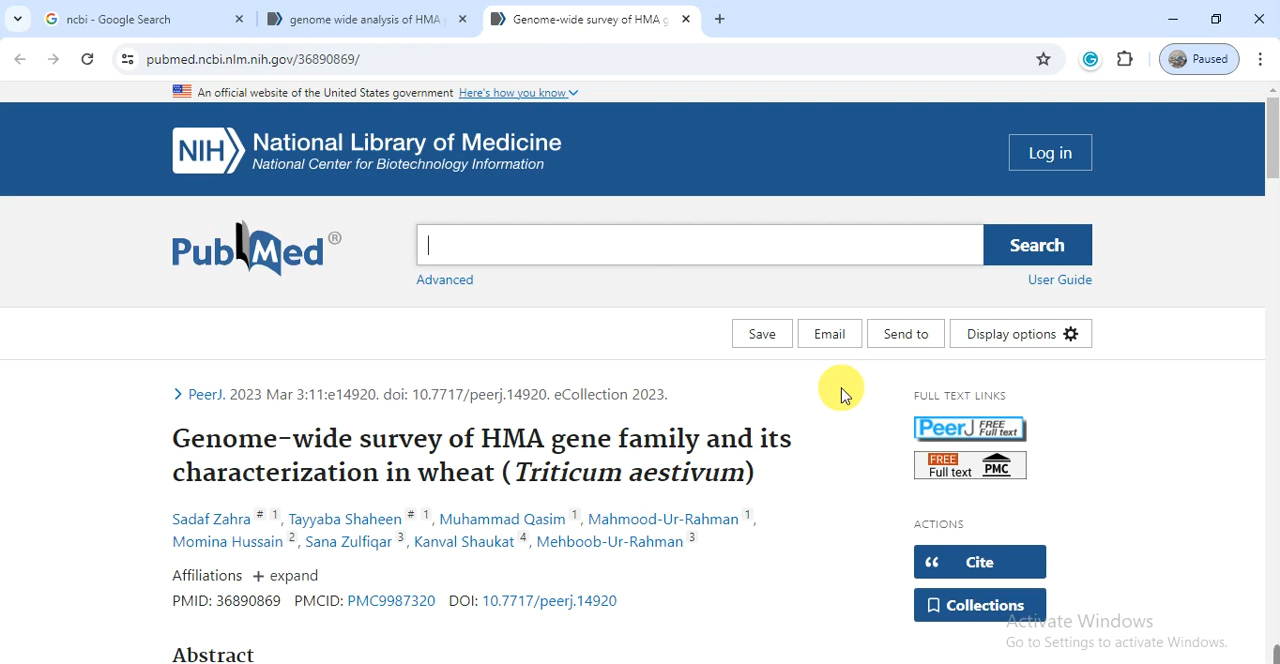 ncbi - Google Search
genome wide analysis of HMA
Genome-wide survey of HMA g
pubmed.ncbi.nlm.nih.gov/36890869/
Paused
An official website of the United States government Here's how you know
NIH National Library of Medicine
National Center for Biotechnology Information
Log in
PubMed®
Search
Advanced
User Guide
Save
Email
Send to
Display options
PeerJ. 2023 Mar 3:11:e14920. doi: 10.7717/peerj.14920. eCollection 2023.
Genome-wide survey of HMA gene family and its
characterization in wheat (Triticum aestivum)
Sadaf Zahra # 1, Tayyaba Shaheen # 1, Muhammad Qasim 1, Mahmood-Ur-Rahman 1,
Momina Hussain 2, Sana Zulfiqar 3, Kanval Shaukat 4, Mehboob-Ur-Rahman 3
Affiliations + expand
PMID: 36890869 PMCID: PMC9987320 DOI: 10.7717/peerj.14920
Abstract
FULL TEXT LINKS
PeerJ FREE Full text
FREE Full text PMC
ACTIONS
“ Cite
Collections
Activate Windows
Go to Settings to activate Windows.